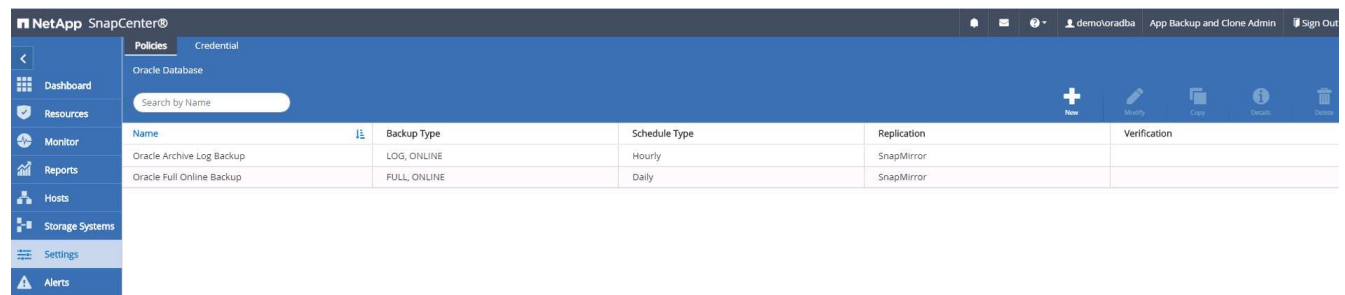 NetApp SnapCenter® demo\oradba App Backup and Clone Admin Sign Out
Policies Credential
Oracle Database
Search by Name
New Modify Copy Details Delete
Dashboard
Resources
Monitor
Reports
Hosts
Storage Systems
Settings
Alerts
Name Backup Type Schedule Type Replication Verification
Oracle Archive Log Backup LOG, ONLINE Hourly SnapMirror
Oracle Full Online Backup FULL, ONLINE Daily SnapMirror